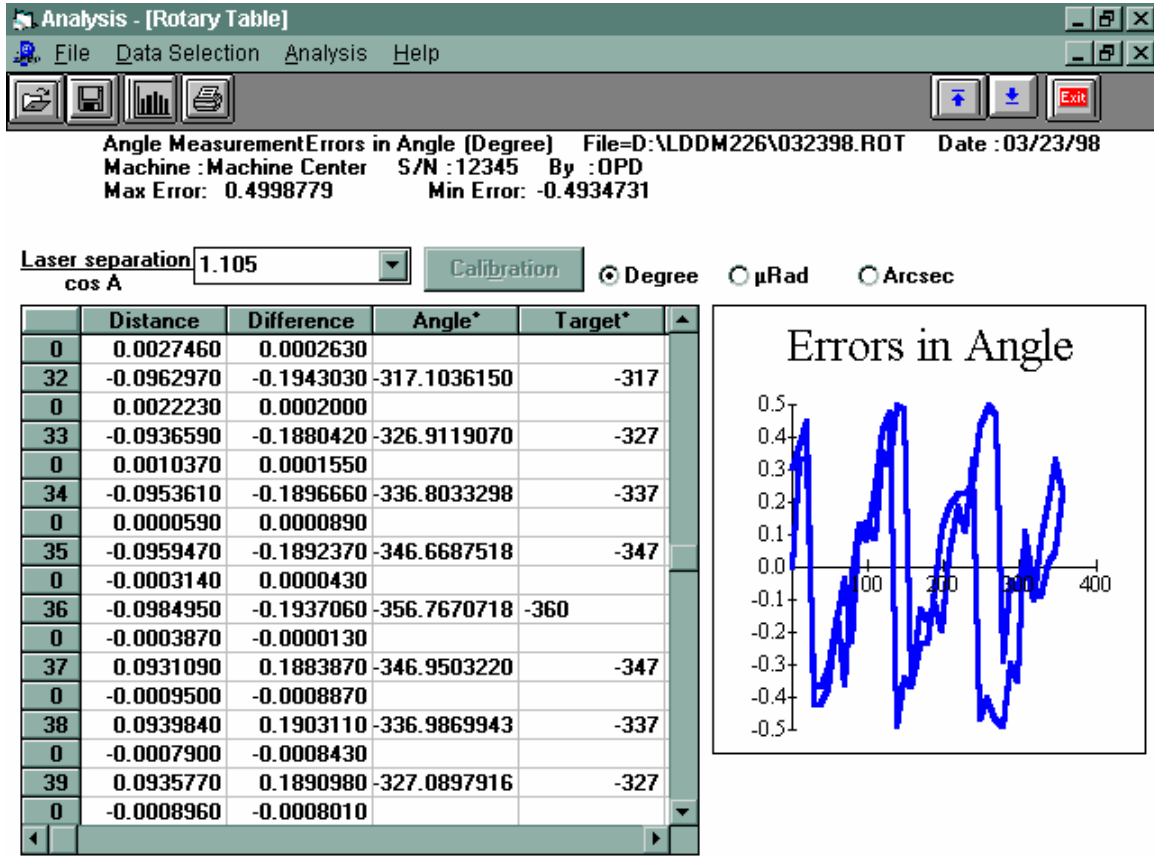 Analysis - [Rotary Table]
File Data Selection Analysis Help
Exit
Angle MeasurementErrors in Angle (Degree) File=D:\LDDM226\032398.ROT Date :03/23/98
Machine :Machine Center S/N :12345 By :OPD
Max Error: 0.4998779 Min Error: -0.4934731
Laser separation 1.105 Calibration Degree µRad Arcsec
cos A
Distance Difference Angle* Target*
0 0.0027460 0.0002630
32 -0.0962970 -0.1943030 -317.1036150 -317
0 0.0022230 0.0002000
33 -0.0936590 -0.1880420 -326.9119070 -327
0 0.0010370 0.0001550
34 -0.0953610 -0.1896660 -336.8033298 -337
0 0.0000590 0.0000890
35 -0.0959470 -0.1892370 -346.6687518 -347
0 -0.0003140 0.0000430
36 -0.0984950 -0.1937060 -356.7670718 -360
0 -0.0003870 -0.0000130
37 0.0931090 0.1883870 -346.9503220 -347
0 -0.0009500 -0.0008870
38 0.0939840 0.1903110 -336.9869943 -337
0 -0.0007900 -0.0008430
39 0.0935770 0.1890980 -327.0897916 -327
0 -0.0008960 -0.0008010
Errors in Angle
0.5
0.4
0.3
0.2
0.1
0.0
100 200 300 400
-0.1
-0.2
-0.3
-0.4
-0.5